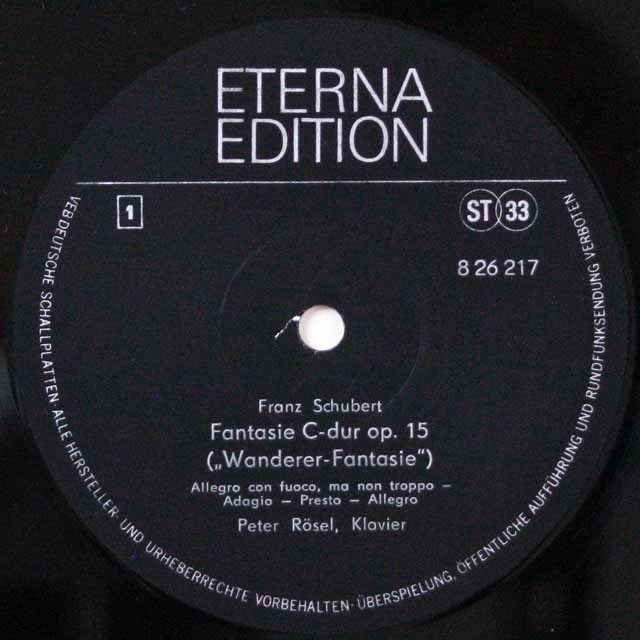 ETERNA
EDITION
1
ST 33
8 26 217
Franz Schubert
Fantasie C-dur op. 15
(„Wanderer-Fantasie“)
Allegro con fuoco, ma non troppo –
Adagio – Presto – Allegro
Peter Rösel, Klavier
VEB DEUTSCHE SCHALLPLATTEN ALLE HERSTELLER- UND URHEBERRECHTE VORBEHALTEN · ÜBERSPIELUNG, ÖFFENTLICHE AUFFÜHRUNG UND RUNDFUNKSENDUNG VERBOTEN